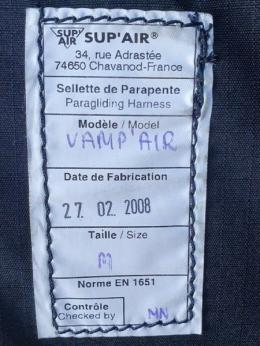 SUP' AIR SUP'AIR®
34, rue Adrastée
74650 Chavanod-France
Sellette de Parapente
Paragliding Harness
Modèle / Model
VAMP'AIR
Date de Fabrication
27. 02. 2008
Taille / Size
M
Norme EN 1651
Contrôle
Checked by MN